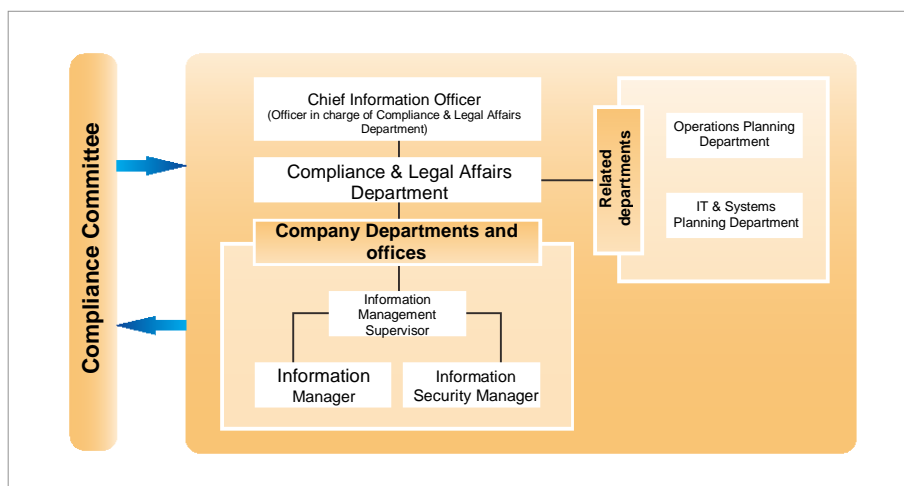 Compliance Committee
Chief Information Officer
(Officer in charge of Compliance & Legal Affairs
Department)
Compliance & Legal Affairs
Department
Related
departments
Operations Planning
Department
IT & Systems
Planning Department
Company Departments and
offices
Information
Management
Supervisor
Information
Manager
Information
Security Manager